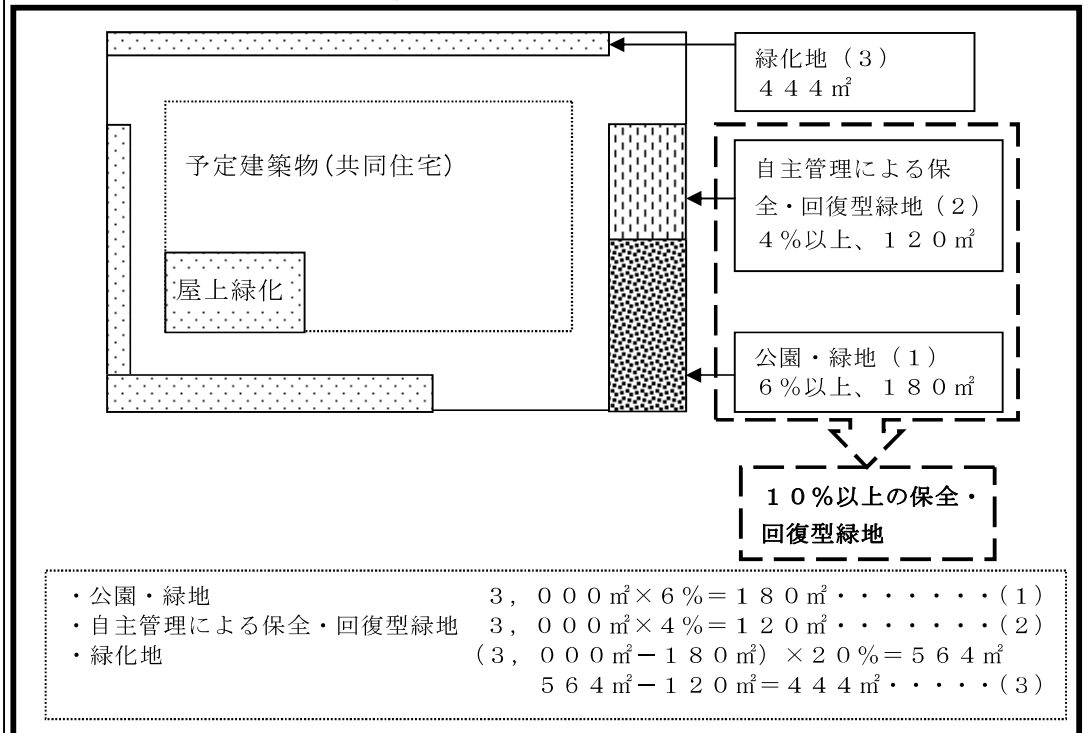 緑化地（３）
４４４㎡
予定建築物(共同住宅)
屋上緑化
自主管理による保
全・回復型緑地（２）
４％以上、１２０㎡
公園・緑地（１）
６％以上、１８０㎡
１０％以上の保全・
回復型緑地
・公園・緑地　３，０００㎡×６％＝１８０㎡・・・・・・・（１）
・自主管理による保全・回復型緑地　３，０００㎡×４％＝１２０㎡・・・・・・・（２）
・緑化地　（３，０００㎡－１８０㎡）×２０％＝５６４㎡
５６４㎡－１２０㎡＝４４４㎡・・・・・（３）